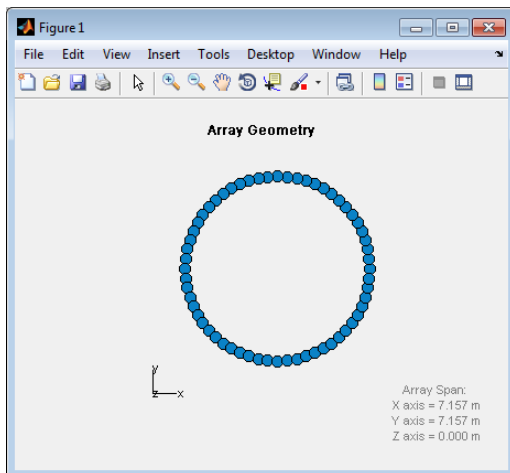 Figure 1
File Edit View Insert Tools Desktop Window Help
Array Geometry
y
z x
Array Span:
X axis = 7.157 m
Y axis = 7.157 m
Z axis = 0.000 m